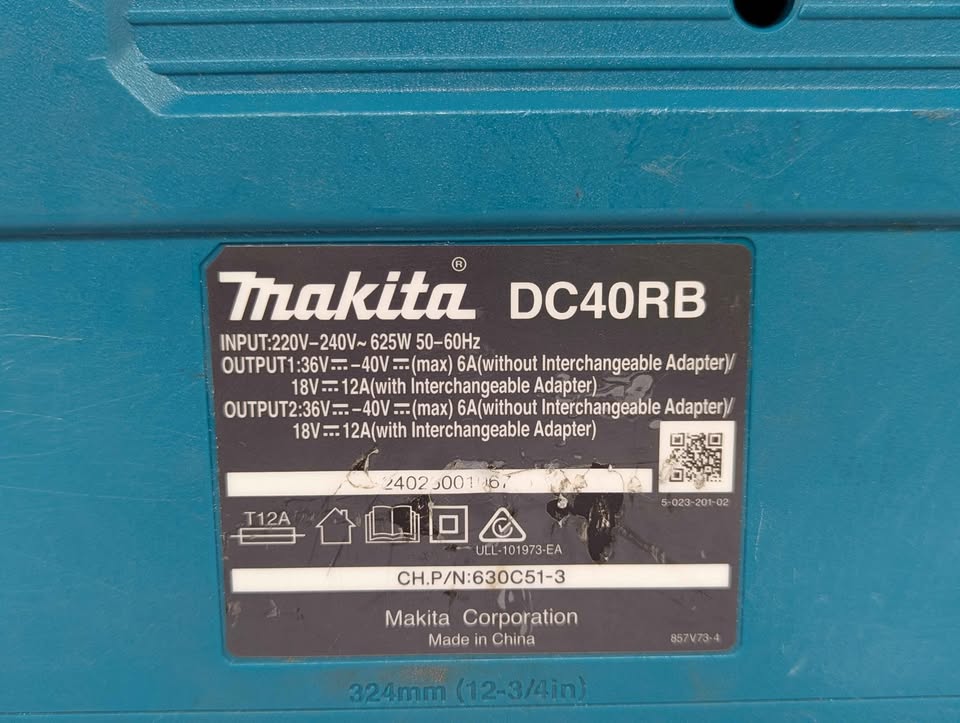 Makita® DC40RB
INPUT:220V-240V~ 625W 50-60Hz
OUTPUT1:36V⎓-40V⎓(max) 6A(without Interchangeable Adapter)/
18V⎓12A(with Interchangeable Adapter)
OUTPUT2:36V⎓-40V⎓(max) 6A(without Interchangeable Adapter)/
18V⎓12A(with Interchangeable Adapter)
5-023-201-02
T12A
ULL-101973-EA
CH.P/N:630C51-3
Makita Corporation
Made in China
857V73-4
324mm (12-3/4in)